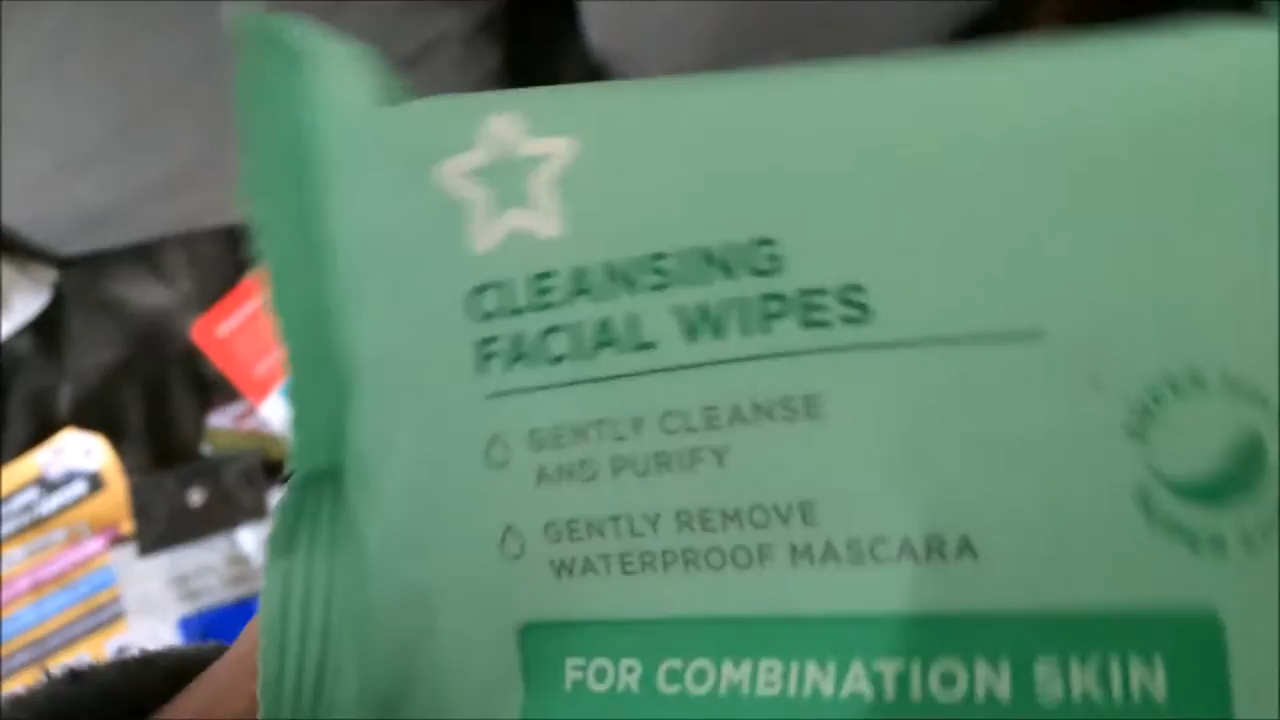 CLEANSING
FACIAL WIPES
GENTLY CLEANSE
AND PURIFY
GENTLY REMOVE
WATERPROOF MASCARA
FOR COMBINATION SKIN